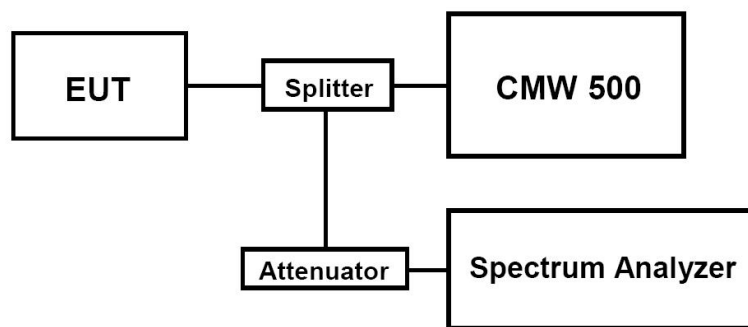 EUT
Splitter
CMW 500
Attenuator
Spectrum Analyzer